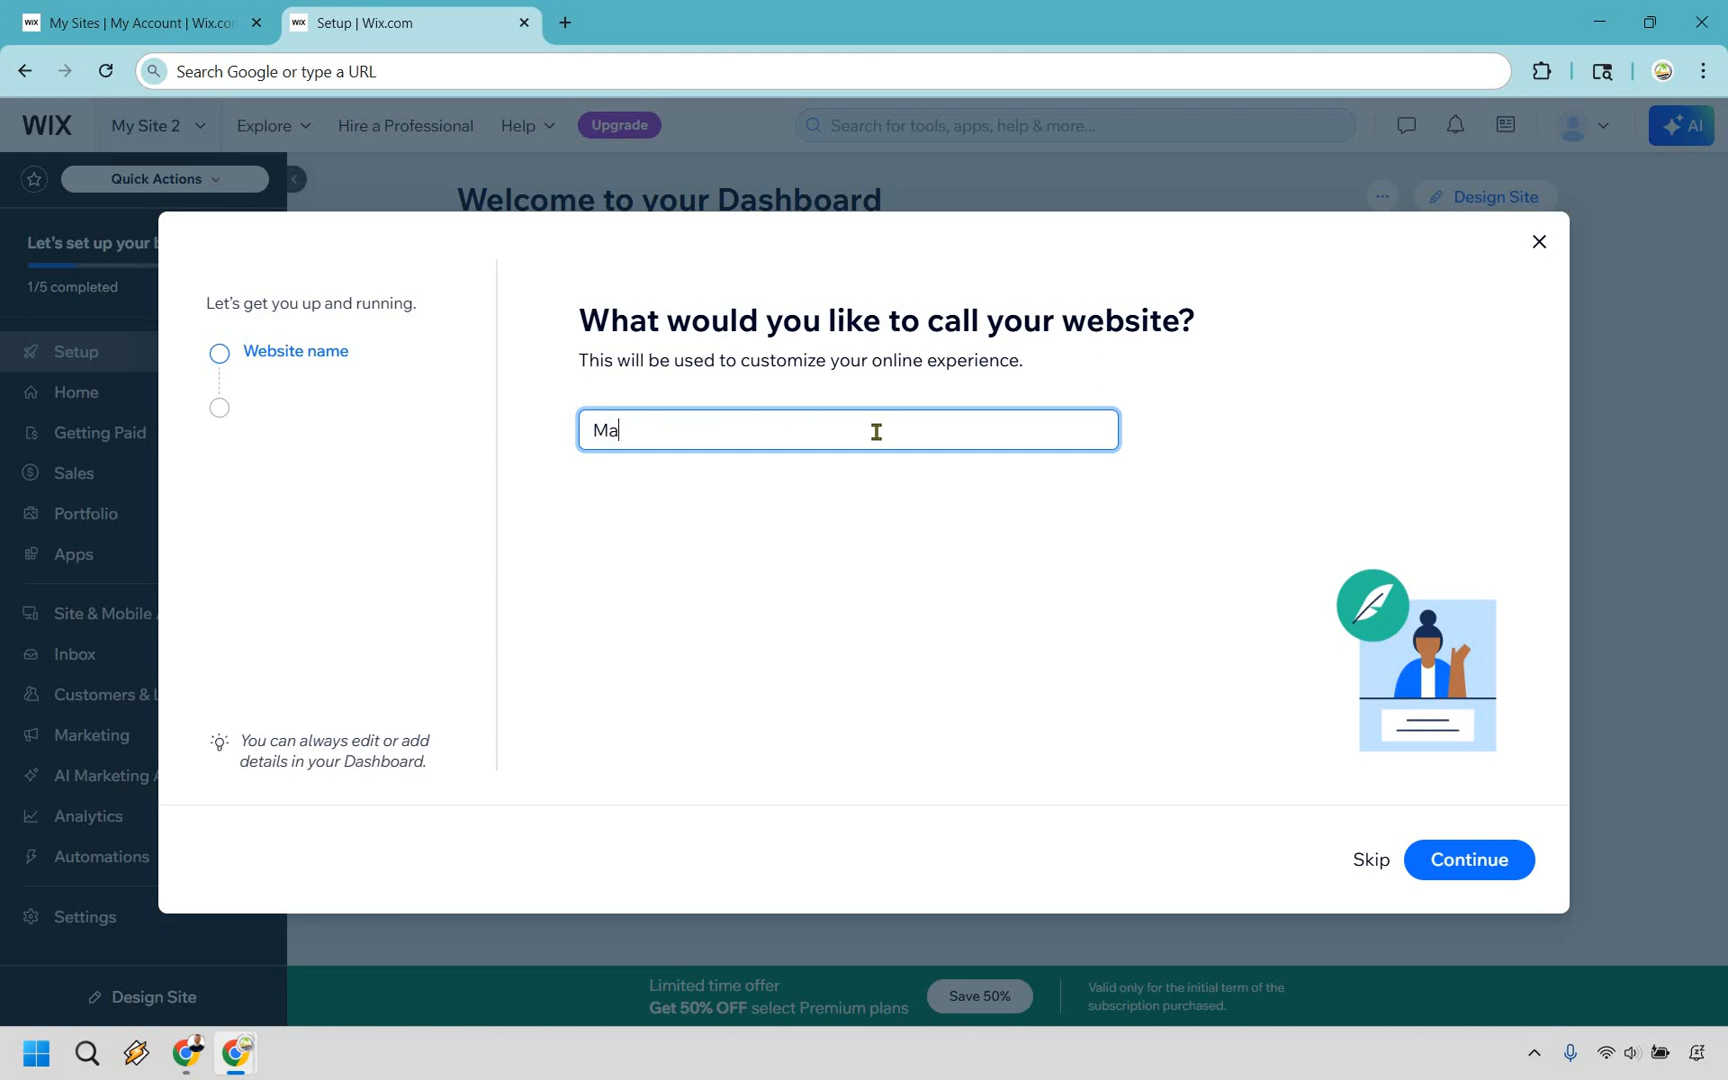 WIX My Sites | My Account | Wix.co
WIX Setup | Wix.com
Search Google or type a URL
WIX My Site 2 Explore Hire a Professional Help Upgrade Search for tools, apps, help & more... AI
Quick Actions
Welcome to your Dashboard
... Design Site
Let's set up your
1/5 completed
Setup
Home
Getting Paid
Sales
Portfolio
Apps
Site & Mobile
Inbox
Customers &
Marketing
AI Marketing
Analytics
Automations
Settings
Design Site
Let's get you up and running.
Website name
You can always edit or add
details in your Dashboard.
What would you like to call your website?
This will be used to customize your online experience.
Ma
Skip Continue
Limited time offer
Get 50% OFF select Premium plans
Save 50%
Valid only for the initial term of the
subscription purchased.